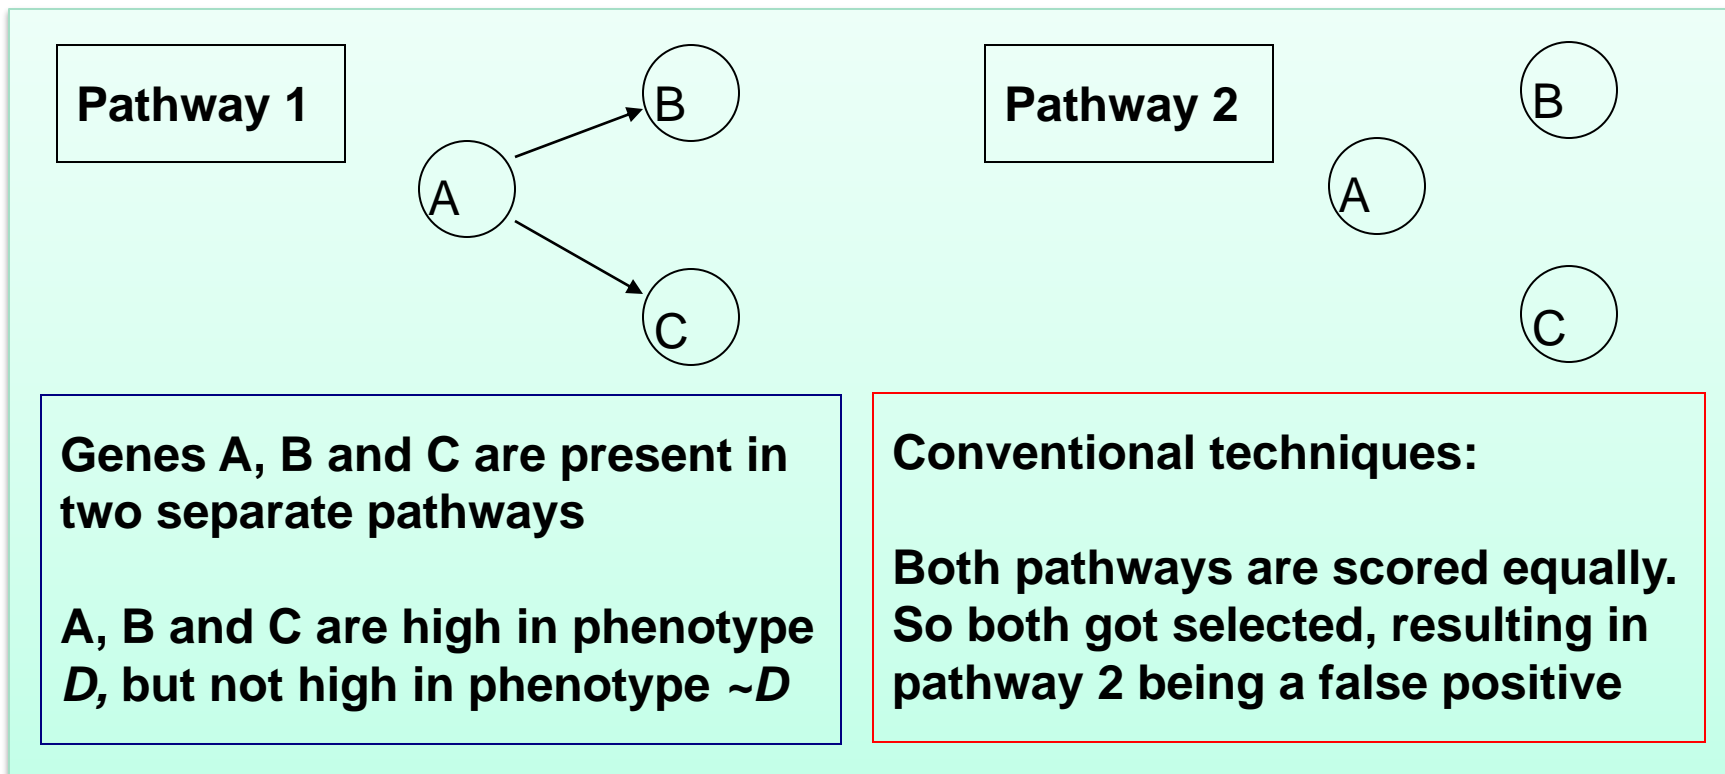 Pathway 1
B
A
C
Pathway 2
B
A
C
Genes A, B and C are present in
two separate pathways
A, B and C are high in phenotype
D, but not high in phenotype ~D
Conventional techniques:
Both pathways are scored equally.
So both got selected, resulting in
pathway 2 being a false positive